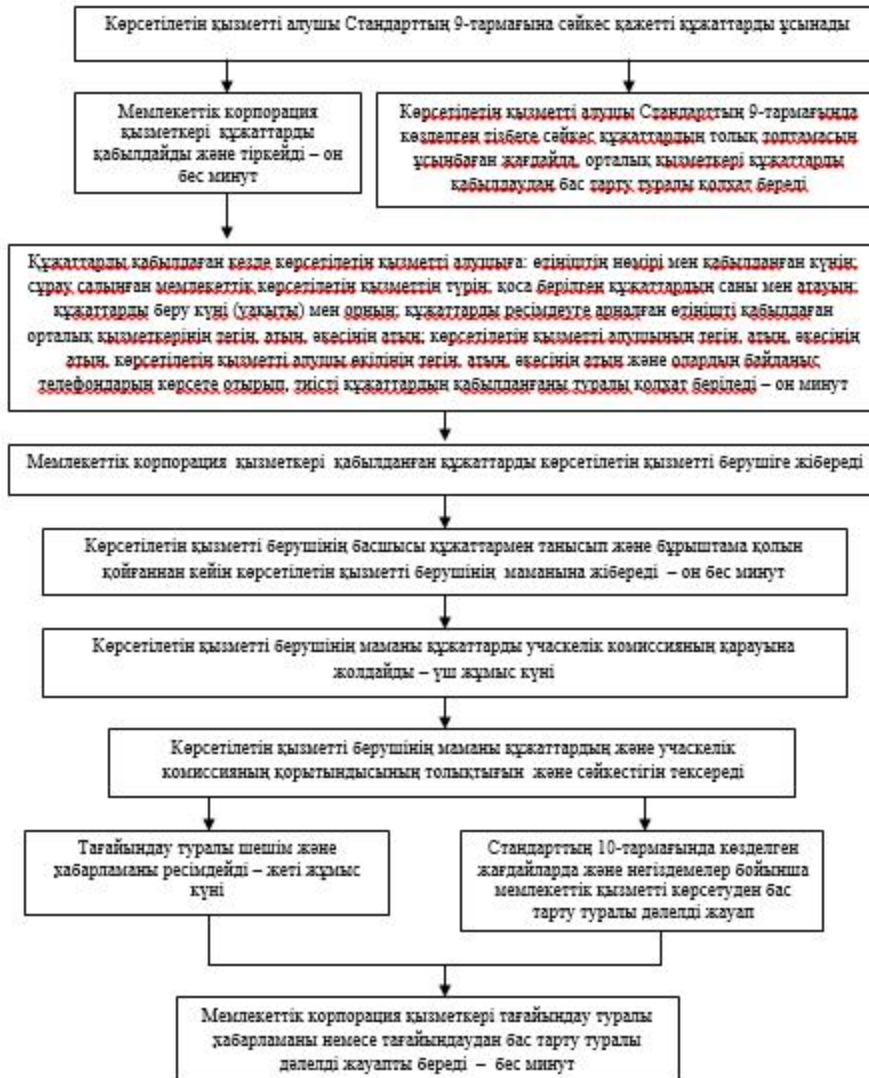 Көрсетілетін қызметті алушы Стандарттың 9-тармағына сәйкес қажетті құжаттарды ұсынады
Мемлекеттік корпорация
қызметкері құжаттарды
қабылдайды және тіркейді – он
бес минут
Көрсетілетін қызметті алушы Стандарттың 9-тармағында
көзделген тізбеге сәйкес құжаттардың толық топтамасын
ұсынбаған жағдайда, орталық қызметкері құжаттарды
қабылдаудан бас тарту туралы қолхат береді
Құжаттарды қабылдаған кезде көрсетілетін қызметті алушыға: өтініштің нөмірі мен қабылданған күнін;
сұрау салынған мемлекеттік көрсетілетін қызметтің түрін; қоса берілген құжаттардың саны мен атауын;
құжаттарды беру күні (уақыты) мен орнын; құжаттарды ресімдеуге арналған өтінішті қабылдаған
орталық қызметкерінің тегін, атын, әкесінің атын; көрсетілетін қызметті алушының тегін, атын, әкесінің
атын, көрсетілетін қызметті алушы өкілінің тегін, атын, әкесінің атын және олардың байланыс
телефондарын көрсете отырып, тиісті құжаттардың қабылданғаны туралы қолхат беріледі – он минут
Мемлекеттік корпорация қызметкері қабылданған құжаттарды көрсетілетін қызметті берушіге жібереді
Көрсетілетін қызметті берушінің басшысы құжаттармен танысып және бұрыштама қолын
қойғаннан кейін көрсетілетін қызметті берушінің маманына жібереді – он бес минут
Көрсетілетін қызметті берушінің маманы құжаттарды учаскелік комиссияның қарауына
жолдайды – үш жұмыс күні
Көрсетілетін қызметті берушінің маманы құжаттардың және учаскелік
комиссияның қорытындысының толықтығын және сәйкестігін тексереді
Тағайындау туралы шешім және
хабарламаны ресімдейді – жеті жұмыс
күні
Стандарттың 10-тармағында көзделген
жағдайларда және негіздемелер бойынша
мемлекеттік қызметті көрсетуден бас
тарту туралы дәлелді жауап
Мемлекеттік корпорация қызметкері тағайындау туралы
хабарламаны немесе тағайындаудан бас тарту туралы
дәлелді жауапты береді – бес минут